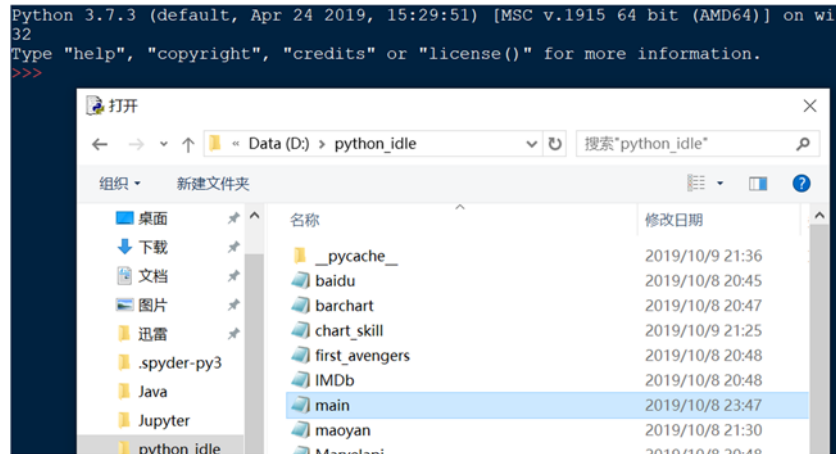 Python 3.7.3 (default, Apr 24 2019, 15:29:51) [MSC v.1915 64 bit (AMD64)] on wi
32
Type "help", "copyright", "credits" or "license()" for more information.
>>>
打开
« Data (D:) › python_idle
搜索"python_idle"
组织
新建文件夹
名称
修改日期
桌面
下载
文档
图片
迅雷
.spyder-py3
Java
Jupyter
python_idle
__pycache__ 2019/10/9 21:36
baidu 2019/10/8 20:45
barchart 2019/10/8 20:47
chart_skill 2019/10/9 21:25
first_avengers 2019/10/8 20:48
IMDb 2019/10/8 20:48
main 2019/10/8 23:47
maoyan 2019/10/8 21:30
2019/10/8 20:48